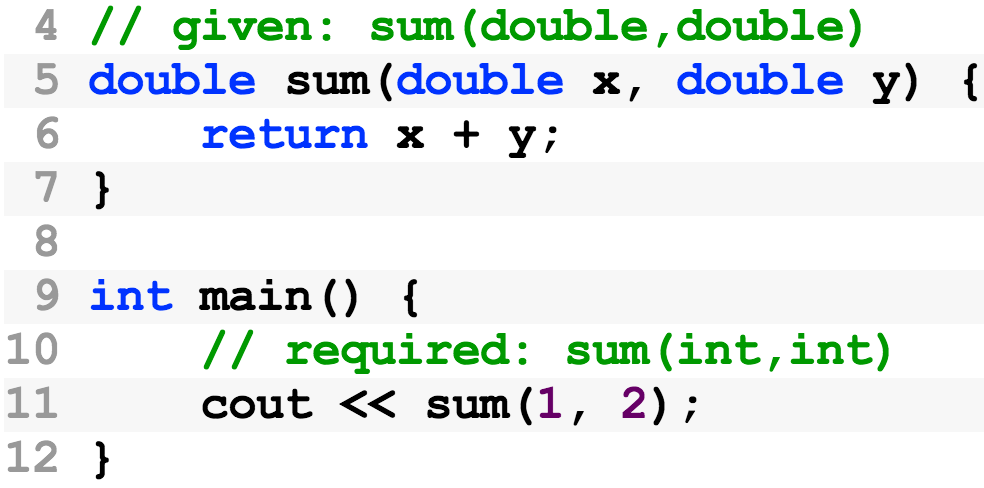 4 // given: sum(double,double)
5 double sum(double x, double y) {
6     return x + y;
7 }
8
9 int main() {
10     // required: sum(int,int)
11     cout << sum(1, 2);
12 }